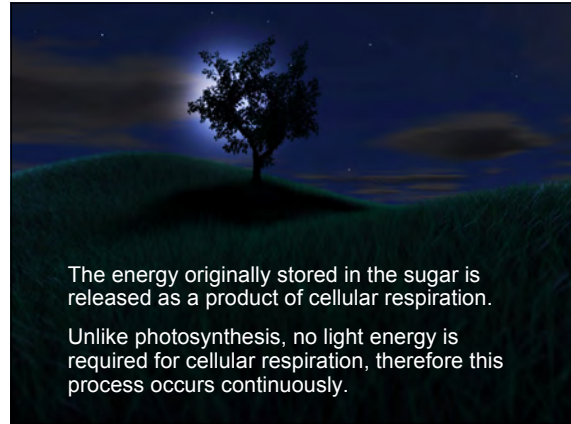 The energy originally stored in the sugar is
released as a product of cellular respiration.
Unlike photosynthesis, no light energy is
required for cellular respiration, therefore this
process occurs continuously.